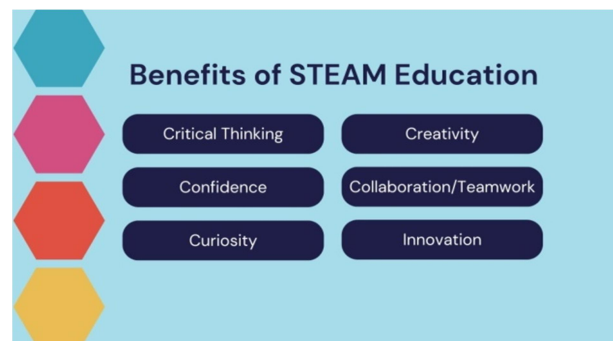 Benefits of STEAM Education
Critical Thinking
Creativity
Confidence
Collaboration/Teamwork
Curiosity
Innovation